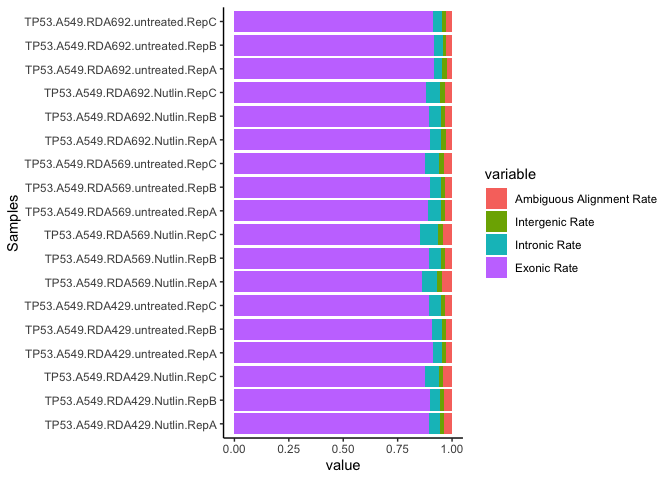 TP53.A549.RDA692.untreated.RepC
TP53.A549.RDA692.untreated.RepB
TP53.A549.RDA692.untreated.RepA
TP53.A549.RDA692.Nutlin.RepC
TP53.A549.RDA692.Nutlin.RepB
TP53.A549.RDA692.Nutlin.RepA
TP53.A549.RDA569.untreated.RepC
TP53.A549.RDA569.untreated.RepB
TP53.A549.RDA569.untreated.RepA
TP53.A549.RDA569.Nutlin.RepC
TP53.A549.RDA569.Nutlin.RepB
TP53.A549.RDA569.Nutlin.RepA
TP53.A549.RDA429.untreated.RepC
TP53.A549.RDA429.untreated.RepB
TP53.A549.RDA429.untreated.RepA
TP53.A549.RDA429.Nutlin.RepC
TP53.A549.RDA429.Nutlin.RepB
TP53.A549.RDA429.Nutlin.RepA
Samples
0.00 0.25 0.50 0.75 1.00
value
variable
Ambiguous Alignment Rate
Intergenic Rate
Intronic Rate
Exonic Rate